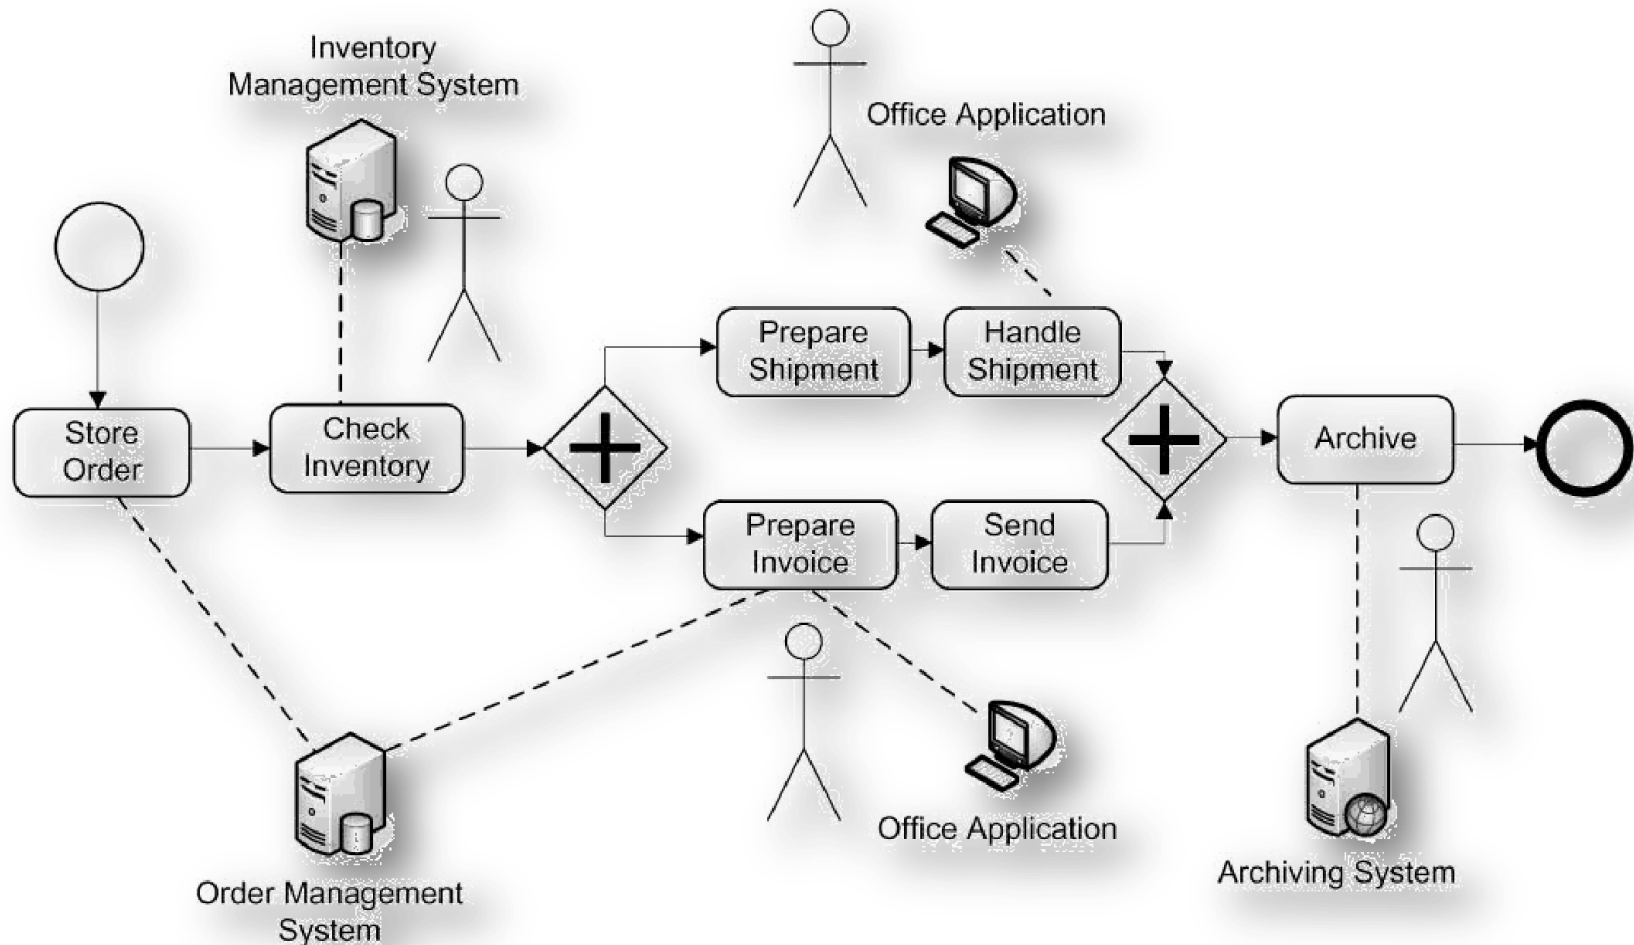 Inventory
Management System
Office Application
Prepare
Shipment
Handle
Shipment
Store
Order
Check
Inventory
Archive
Prepare
Invoice
Send
Invoice
Office Application
Order Management
System
Archiving System